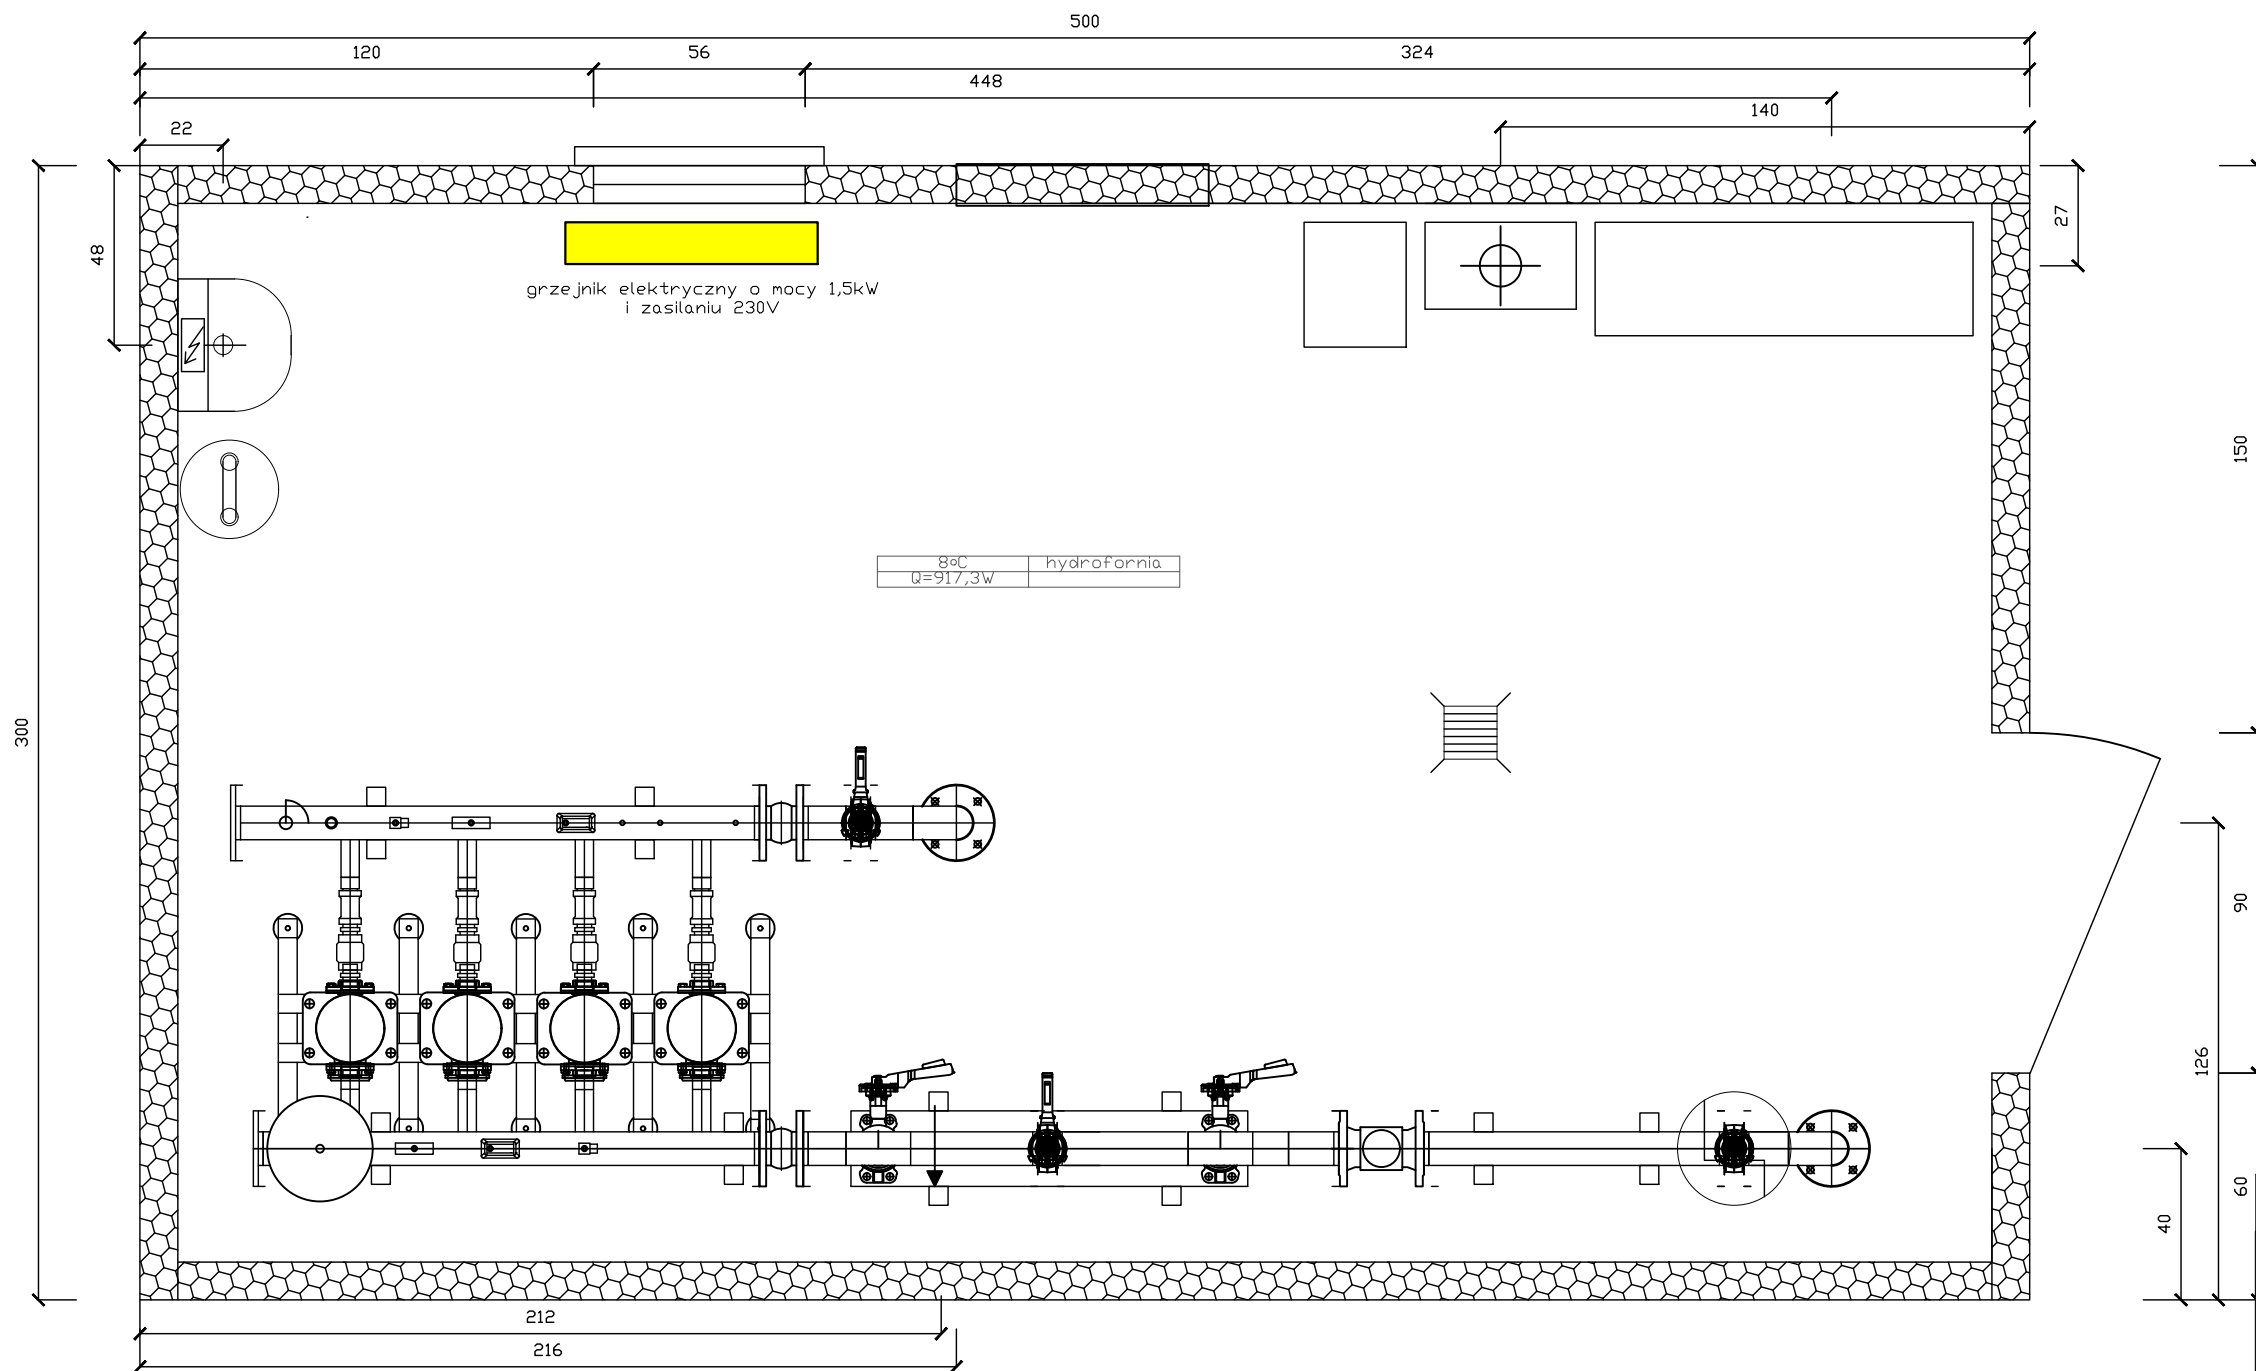 500
120 56 324
448
140
22
27
48
grzejnik elektryczny o mocy 1,5kW
i zasilaniu 230V
150
8°C hydrofornia
Q=917,3W
300
90
126
60
40
212
216